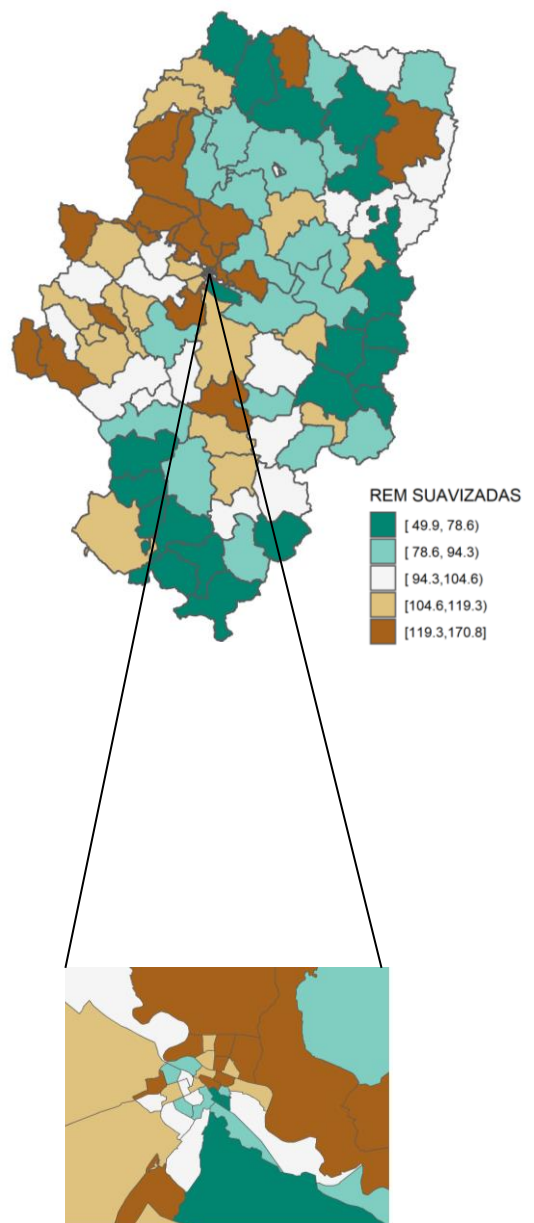 REM SUAVIZADAS
[ 49.9, 78.6)
[ 78.6, 94.3)
[ 94.3,104.6)
[104.6,119.3)
[119.3,170.8]